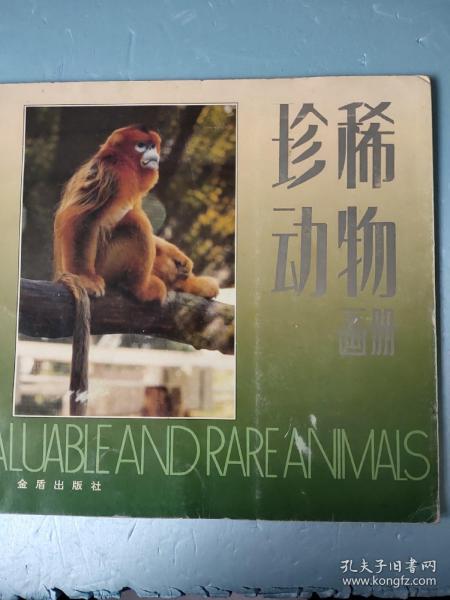 珍稀
动物
画册
ALUABLE AND RARE ANIMALS
金盾出版社
孔夫子旧书网
www.kongfz.com